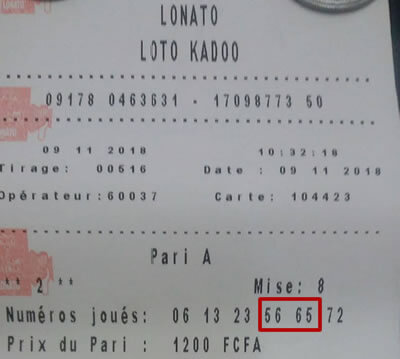 LONATO
LOTO KADOO
09178 0463631 - 17098773 50
09 11 2018 10:32:18
Tirage: 00516 Date : 09 11 2018
Opérateur:60037 Carte: 104423
Pari A
** 2 ** Mise: 8
Numéros joués: 06 13 23 56 65 72
Prix du Pari : 1200 FCFA